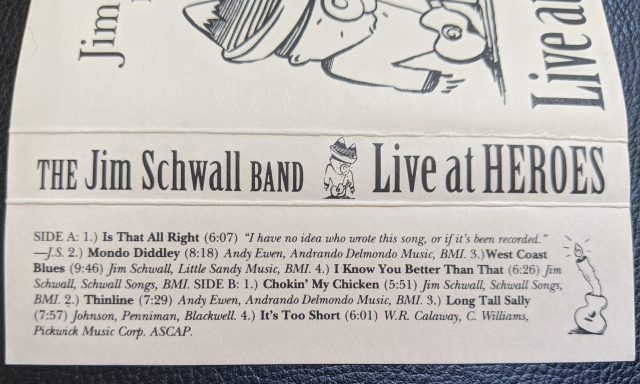 Jim
Live at
THE Jim Schwall BAND Live at HEROES
SIDE A: 1.) Is That All Right (6:07) "I have no idea who wrote this song, or if it's been recorded."
—J.S. 2.) Mondo Diddley (8:18) Andy Ewen, Andrando Delmondo Music, BMI. 3.)West Coast
Blues (9:46) Jim Schwall, Little Sandy Music, BMI. 4.) I Know You Better Than That (6:26) Jim
Schwall, Schwall Songs, BMI. SIDE B: 1.) Chokin' My Chicken (5:51) Jim Schwall, Schwall Songs,
BMI. 2.) Thinline (7:29) Andy Ewen, Andrando Delmondo Music, BMI. 3.) Long Tall Sally
(7:57) Johnson, Penniman, Blackwell. 4.) It's Too Short (6:01) W.R. Calaway, C. Williams,
Pickwick Music Corp. ASCAP.